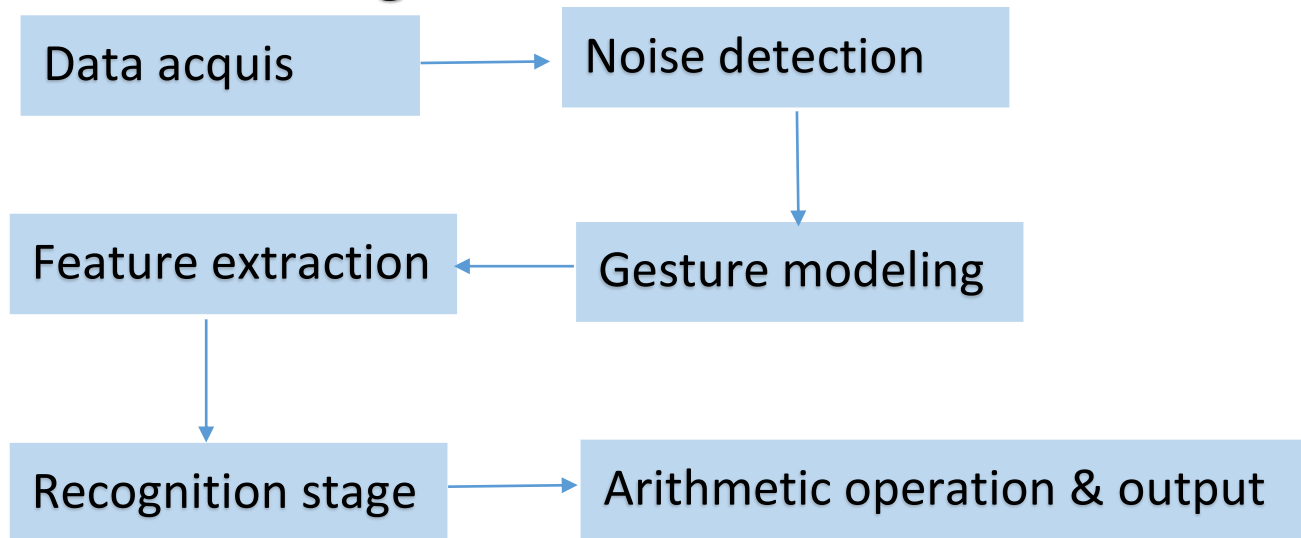 Data acquis
Noise detection
Gesture modeling
Feature extraction
Recognition stage
Arithmetic operation & output